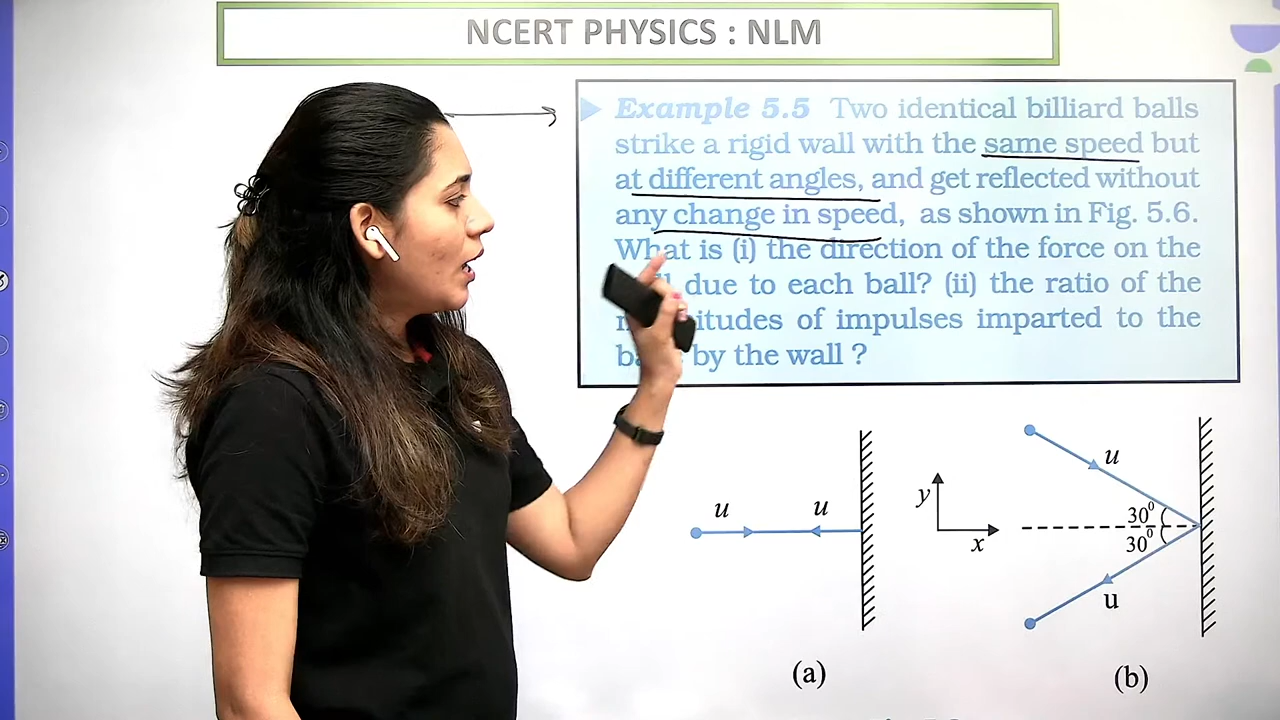 NCERT PHYSICS : NLM
Example 5.5 Two identical billiard balls
strike a rigid wall with the same speed but
at different angles, and get reflected without
any change in speed, as shown in Fig. 5.6.
What is (i) the direction of the force on the
due to each ball? (ii) the ratio of the
of impulses imparted to the
by the wall ?
u u
y
x
u
30⁰
30⁰
u
(a)
(b)